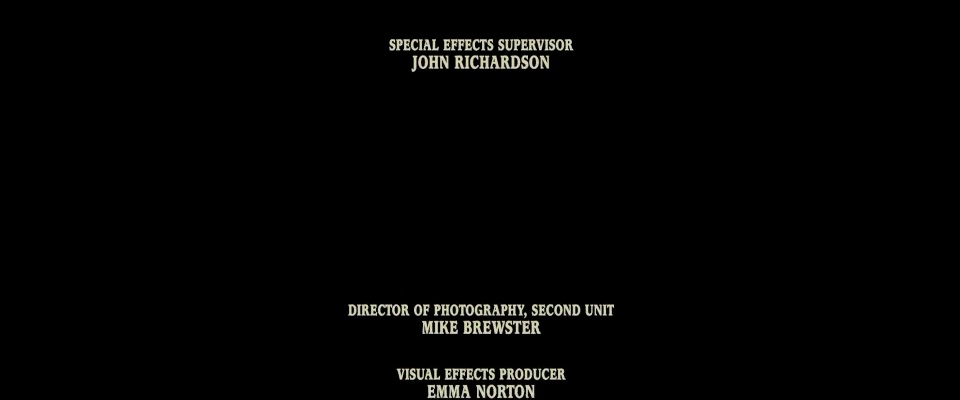 SPECIAL EFFECTS SUPERVISOR
JOHN RICHARDSON
DIRECTOR OF PHOTOGRAPHY, SECOND UNIT
MIKE BREWSTER
VISUAL EFFECTS PRODUCER
EMMA NORTON